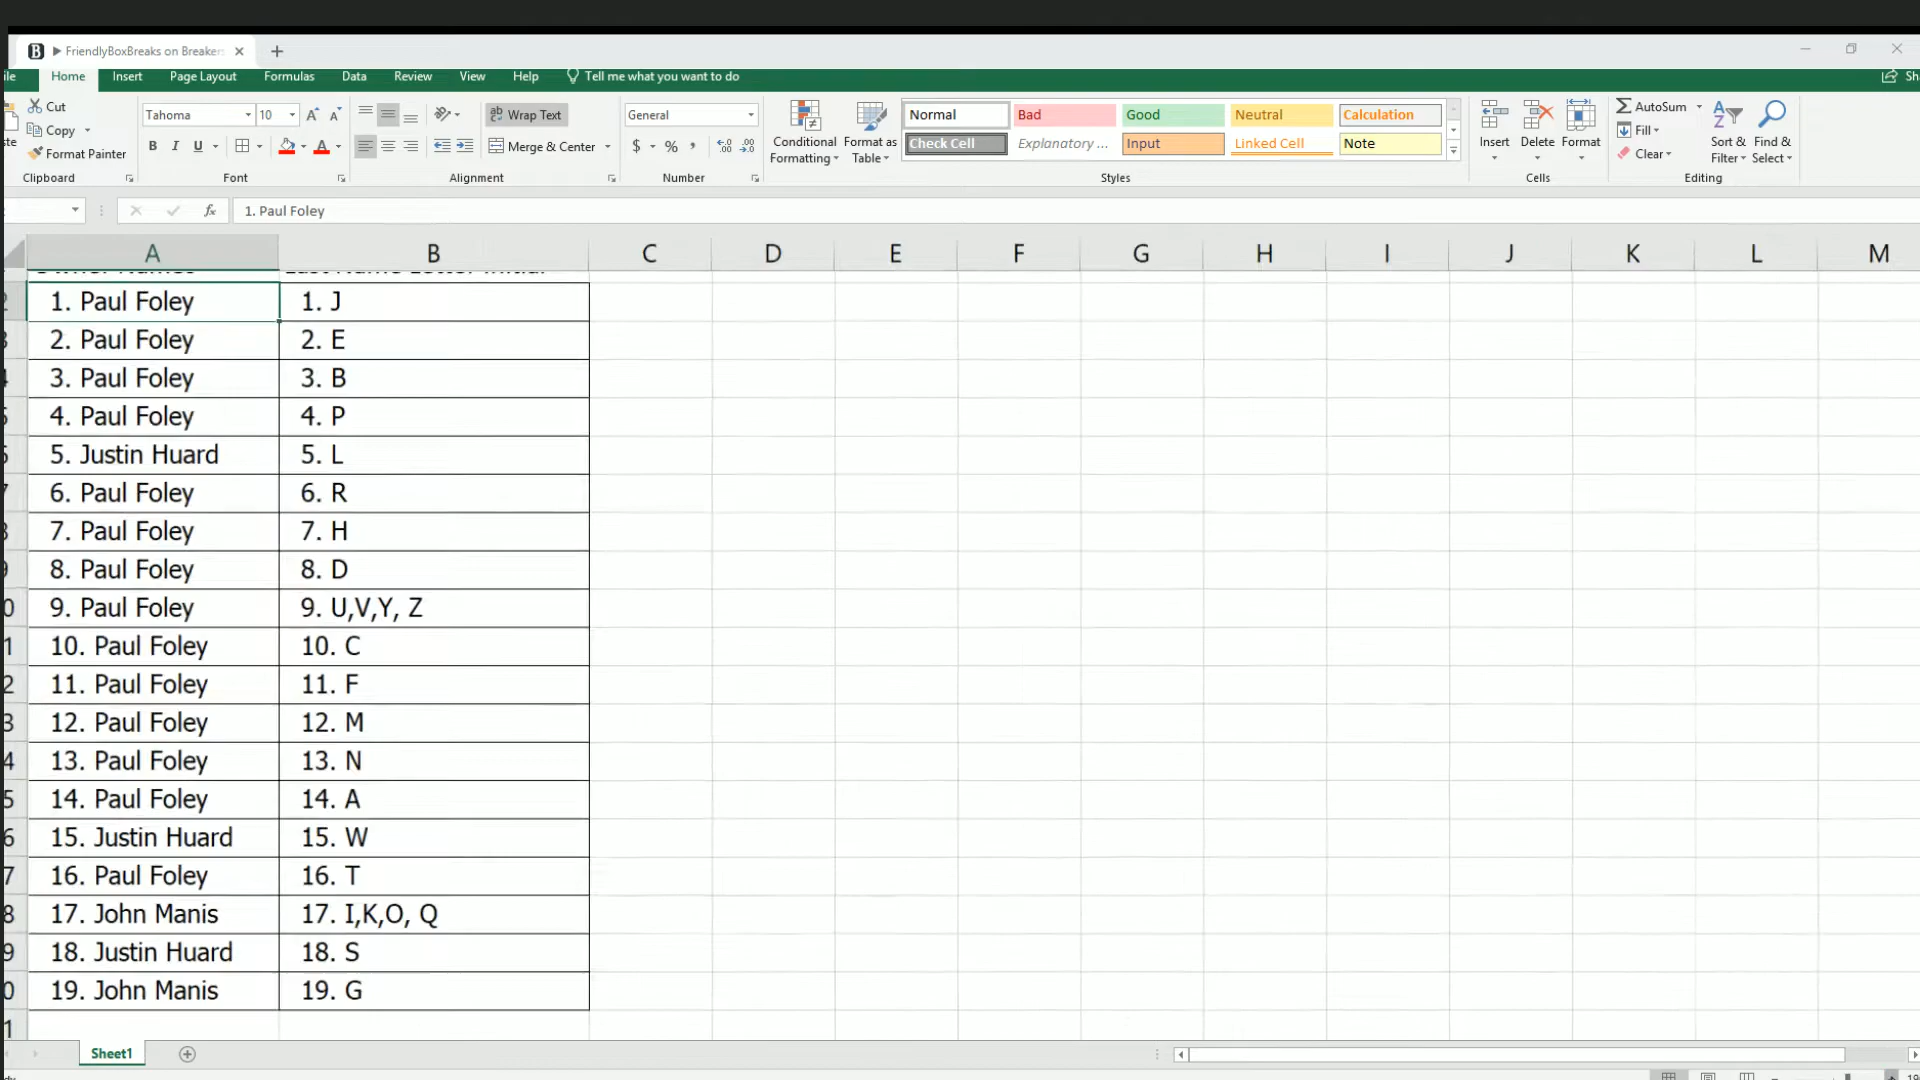 FriendlyBoxBreaks on Breakers
Home Insert Page Layout Formulas Data Review View Help Tell me what you want to do
Cut
Copy
Format Painter
Clipboard
Tahoma 10
B I U
Font
Wrap Text
Merge & Center
Alignment
General
$ % ,
Number
Conditional Formatting
Format as Table
Normal Bad Good Neutral Calculation
Check Cell Explanatory ... Input Linked Cell Note
Styles
Insert Delete Format
Cells
AutoSum
Fill
Clear
Sort & Filter
Find & Select
Editing
fx 1. Paul Foley
A B C D E F G H I J K L M
1. Paul Foley 1. J
2. Paul Foley 2. E
3. Paul Foley 3. B
4. Paul Foley 4. P
5. Justin Huard 5. L
6. Paul Foley 6. R
7. Paul Foley 7. H
8. Paul Foley 8. D
9. Paul Foley 9. U,V,Y, Z
10. Paul Foley 10. C
11. Paul Foley 11. F
12. Paul Foley 12. M
13. Paul Foley 13. N
14. Paul Foley 14. A
15. Justin Huard 15. W
16. Paul Foley 16. T
17. John Manis 17. I,K,O, Q
18. Justin Huard 18. S
19. John Manis 19. G
Sheet1